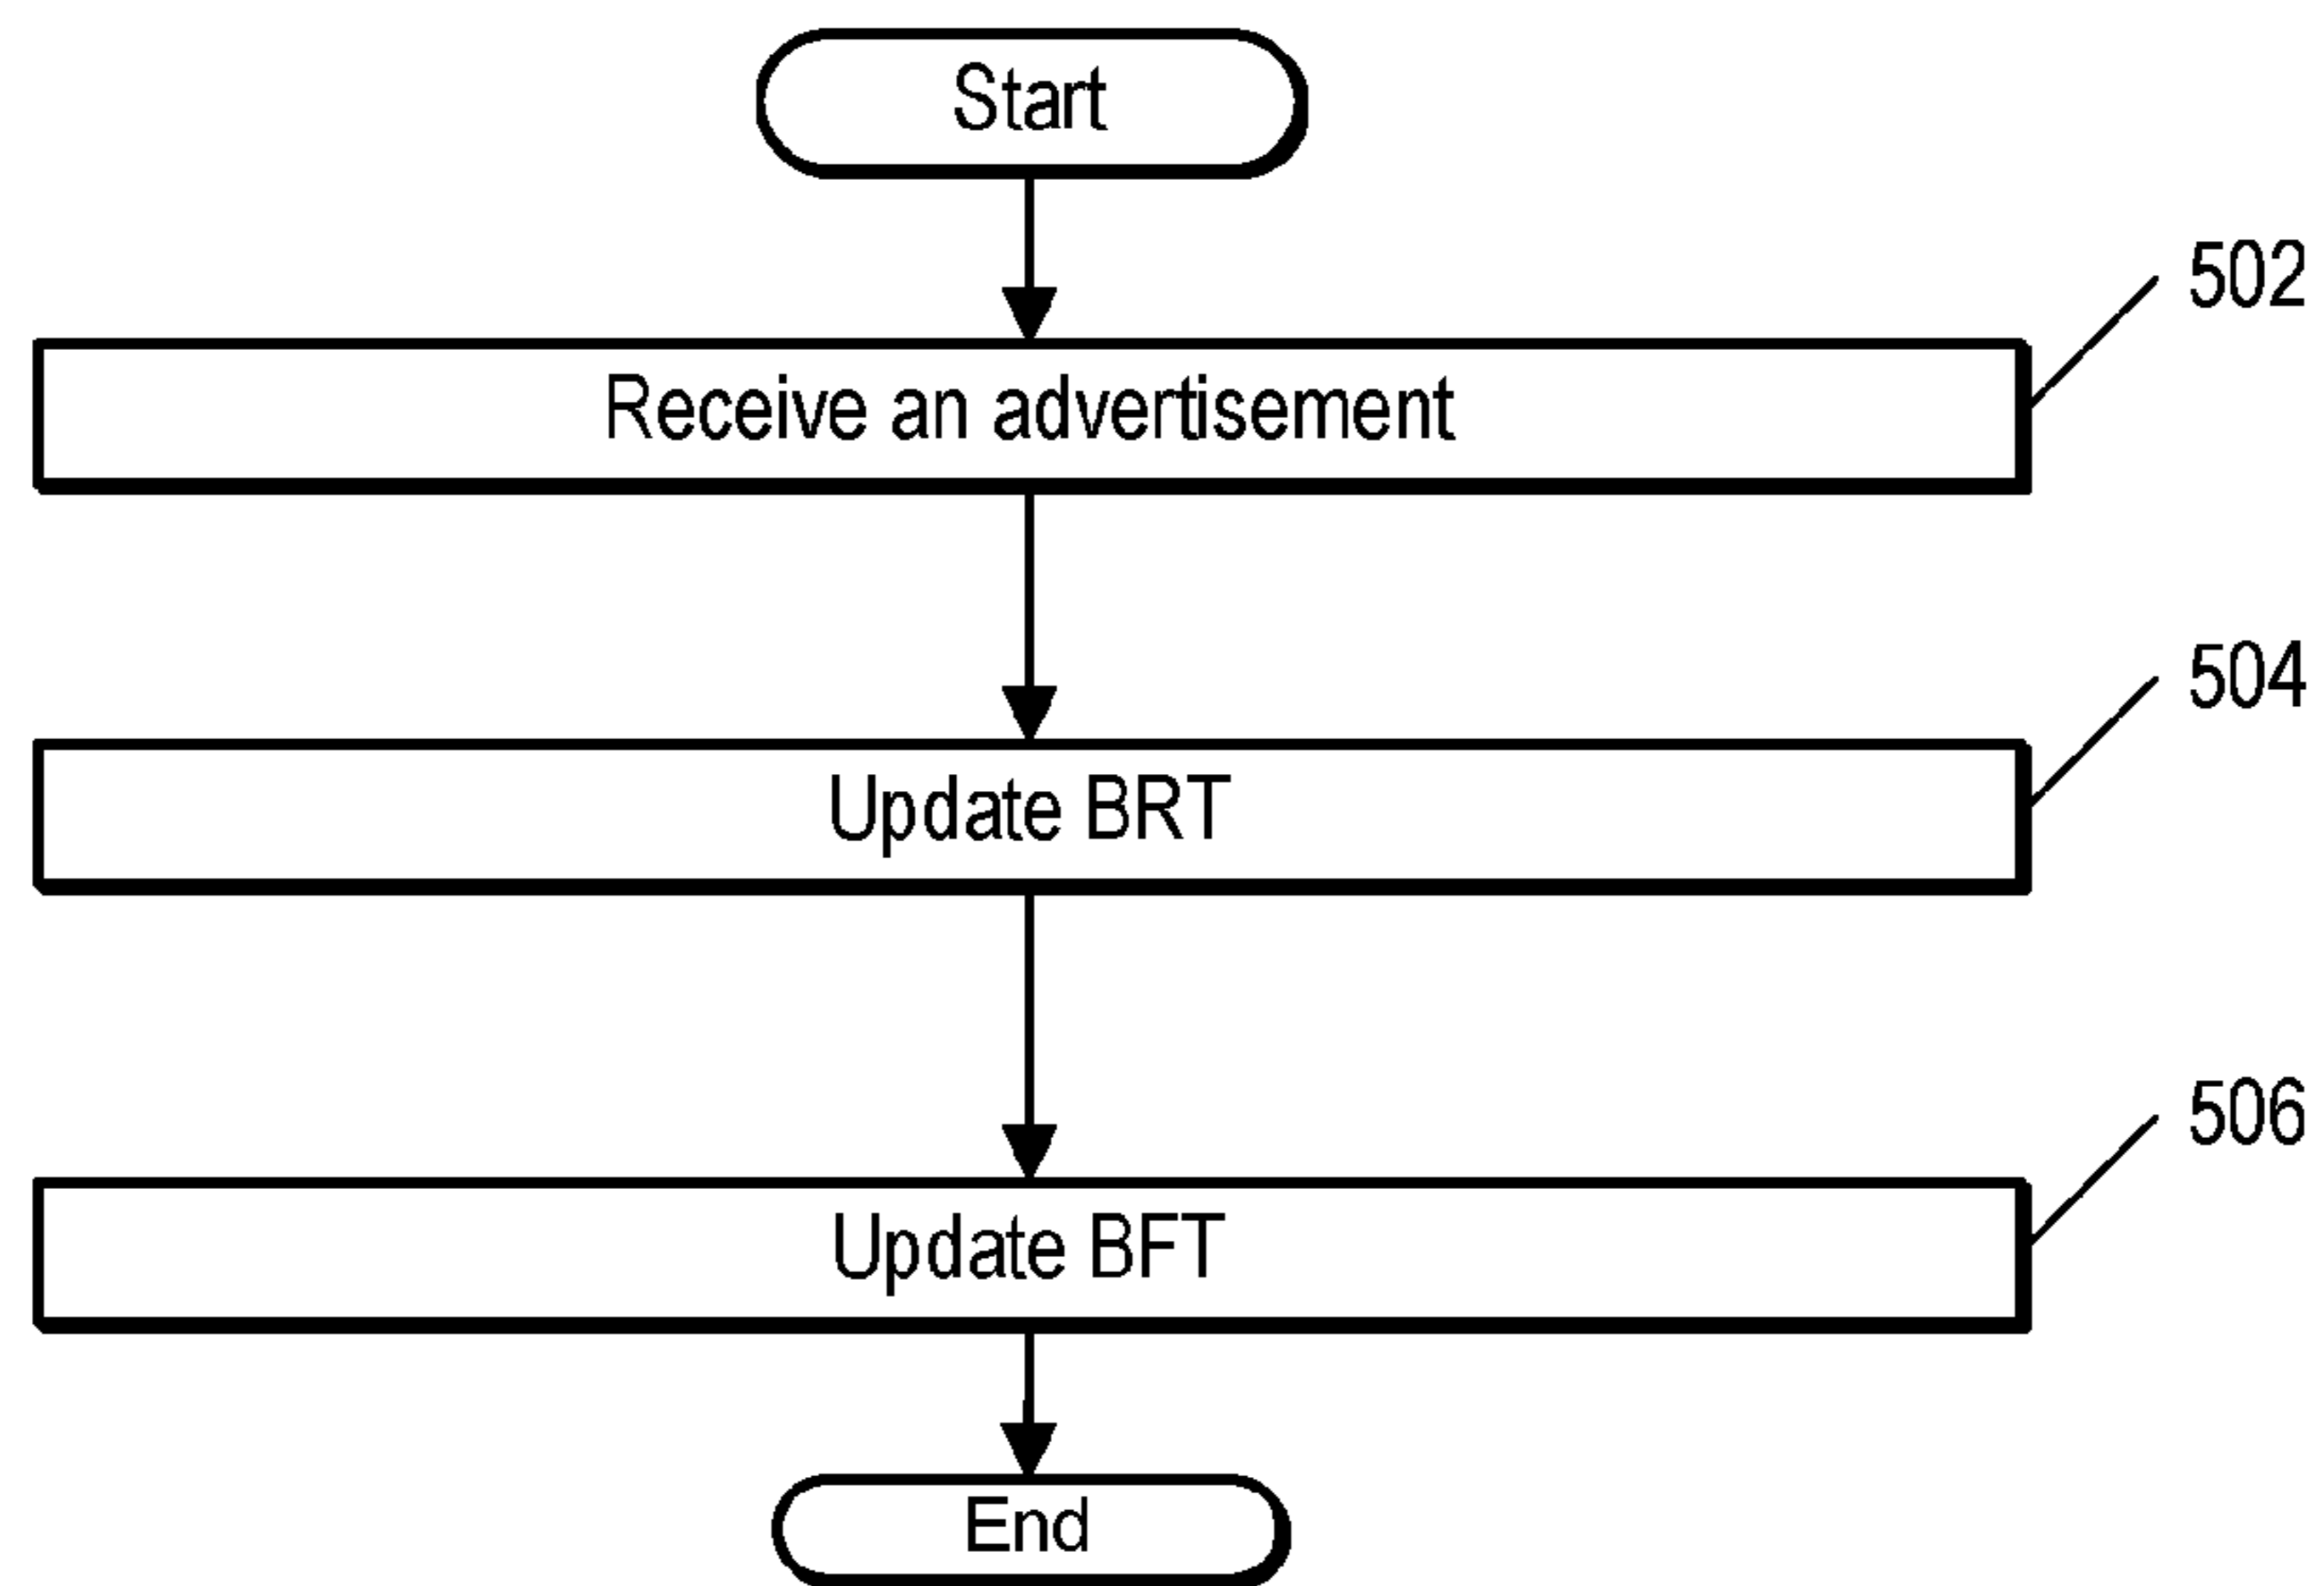 Start
502
Receive an advertisement
504
Update BRT
506
Update BFT
End